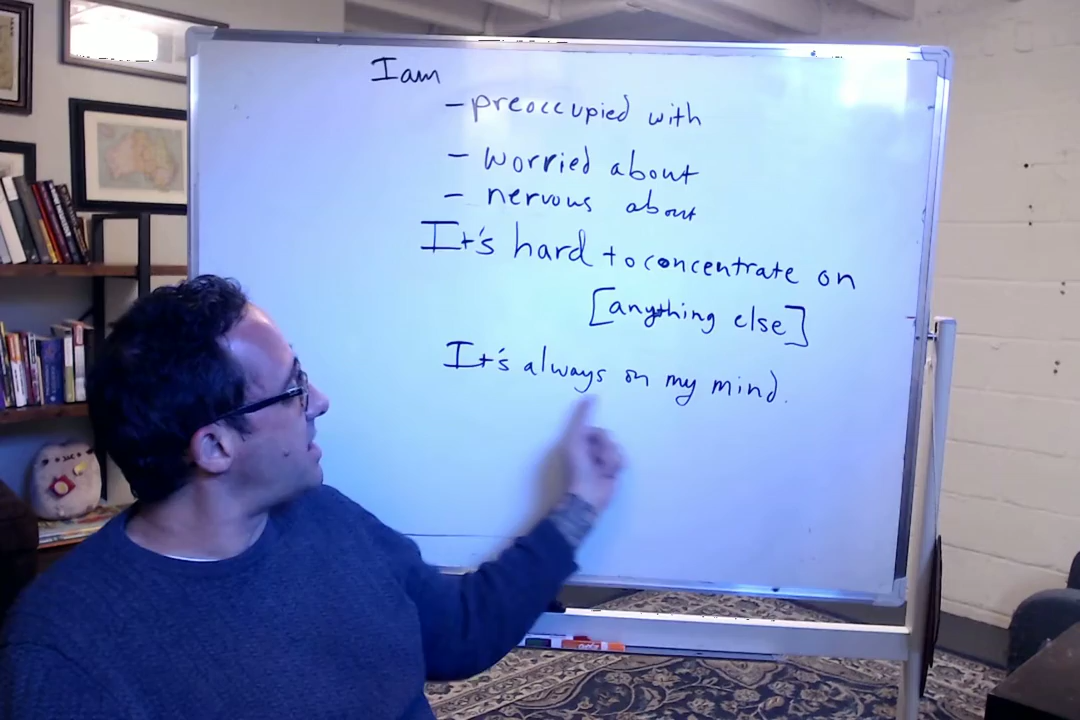 I am
- preoccupied with
- worried about
- nervous about
It's hard to concentrate on
[anything else]
It's always on my mind.